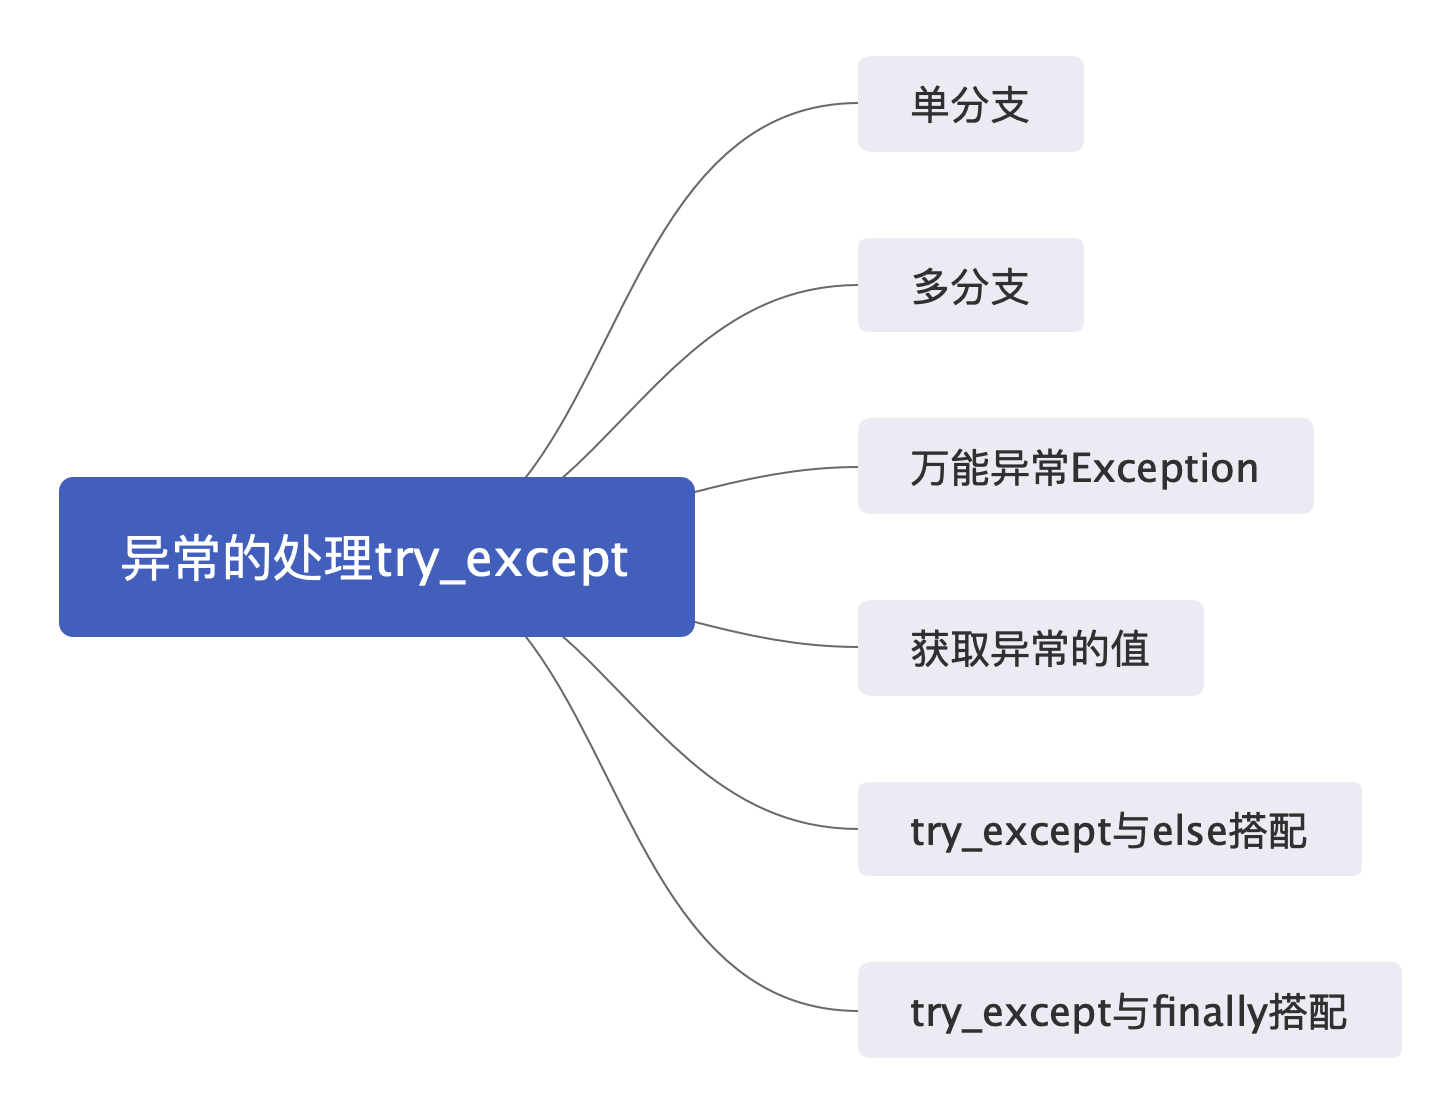 异常的处理try_except
单分支
多分支
万能异常Exception
获取异常的值
try_except与else搭配
try_except与finally搭配